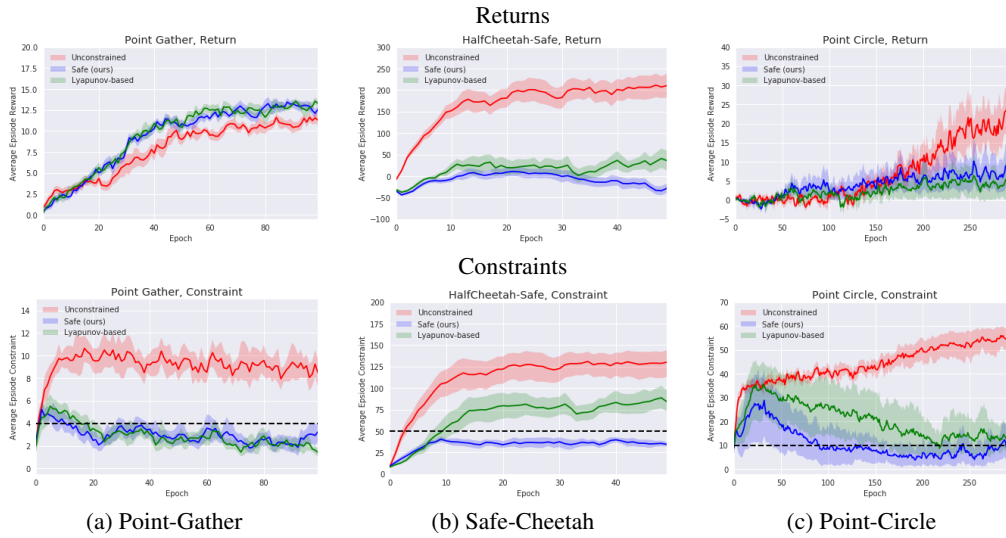 Returns
Point Gather, Return
Unconstrained
Safe (ours)
Lyapunov-based
20.0
17.5
15.0
12.5
10.0
7.5
5.0
2.5
0.0
0 20 40 60 80
Average Epsiode Reward
Epoch
HalfCheetah-Safe, Return
Unconstrained
Safe (ours)
Lyapunov-based
300
250
200
150
100
50
0
−50
−100
0 10 20 30 40
Average Epsiode Reward
Epoch
Point Circle, Return
Unconstrained
Safe (ours)
Lyapunov-based
40
35
30
25
20
15
10
5
0
−5
0 50 100 150 200 250
Average Epsiode Reward
Epoch
Constraints
Point Gather, Constraint
Unconstrained
Safe (ours)
Lyapunov-based
14
12
10
8
6
4
2
0
0 20 40 60 80
Average Epsiode Constraint
Epoch
HalfCheetah-Safe, Constraint
Unconstrained
Safe (ours)
Lyapunov-based
200
175
150
125
100
75
50
25
0
0 10 20 30 40
Average Epsiode Constraint
Epoch
Point Circle, Constraint
Unconstrained
Safe (ours)
Lyapunov-based
70
60
50
40
30
20
10
0
0 50 100 150 200 250
Average Epsiode Constraint
Epoch
(a) Point-Gather
(b) Safe-Cheetah
(c) Point-Circle